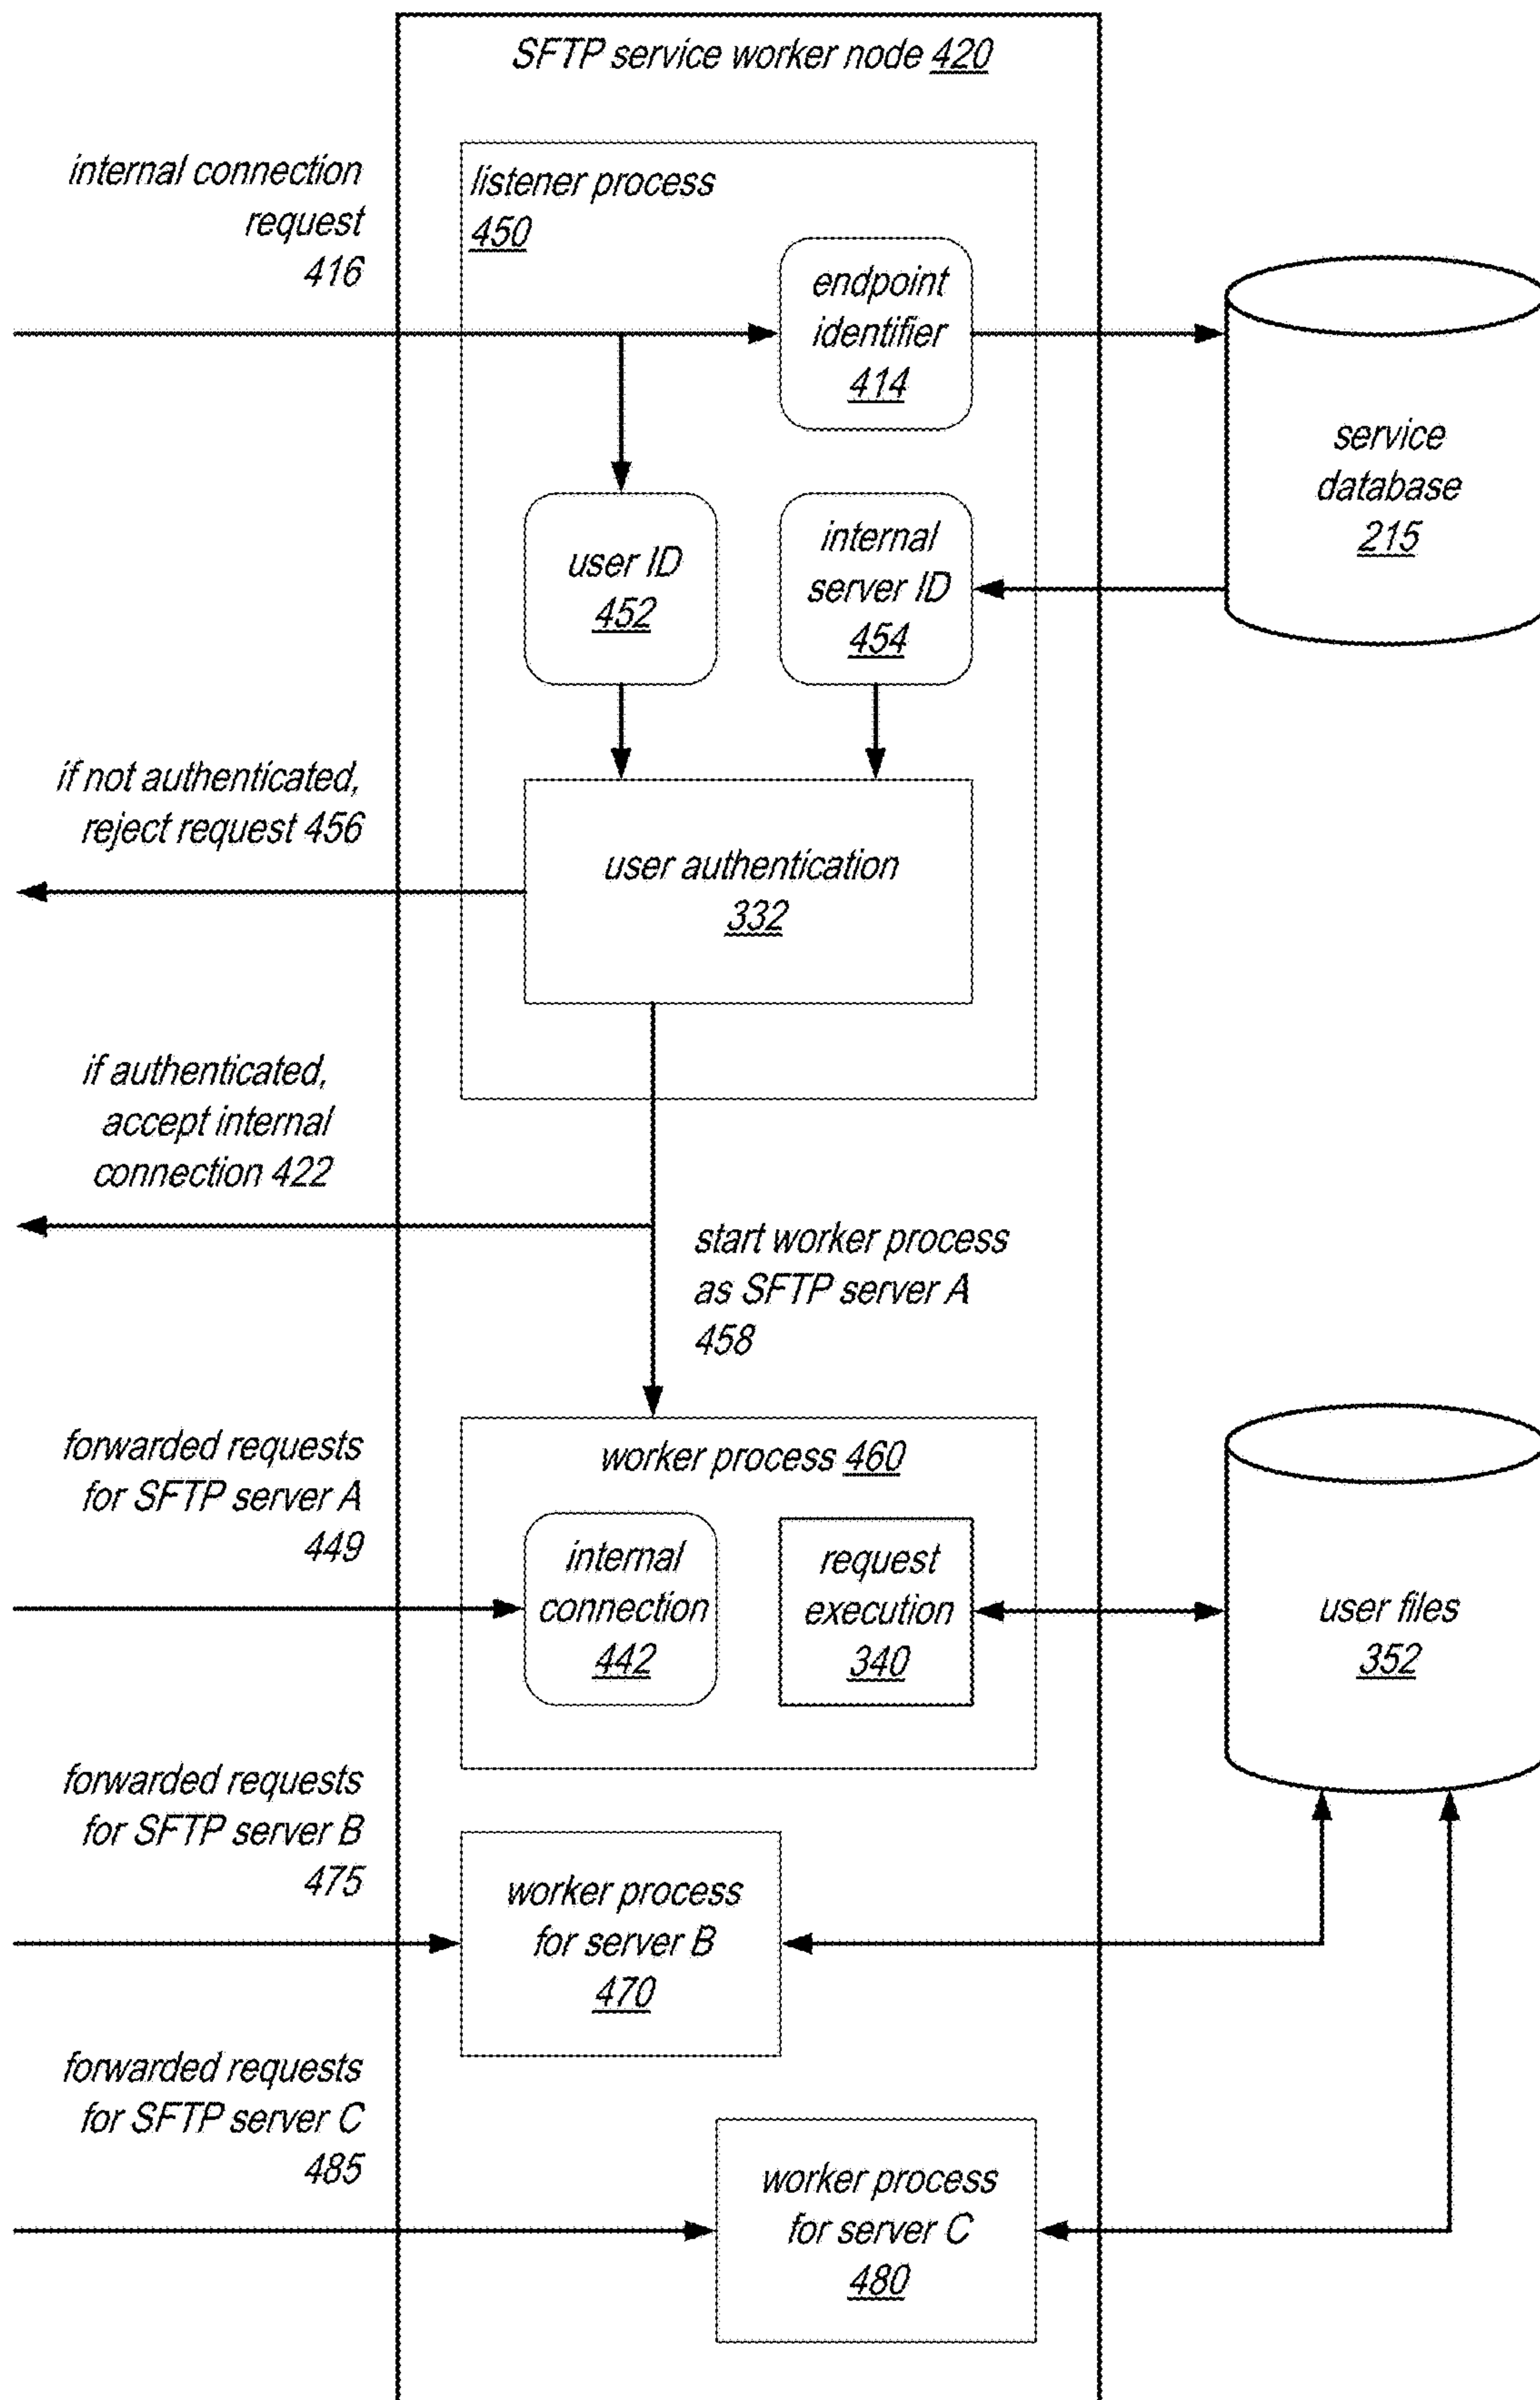 SFTP service worker node 420
internal connection
request
416
listener process
450
endpoint
identifier
414
service
database
215
user ID
452
internal
server ID
454
if not authenticated,
reject request 456
user authentication
332
if authenticated,
accept internal
connection 422
start worker process
as SFTP server A
458
forwarded requests
for SFTP server A
449
worker process 460
internal
connection
442
request
execution
340
user files
352
forwarded requests
for SFTP server B
475
worker process
for server B
470
forwarded requests
for SFTP server C
485
worker process
for server C
480